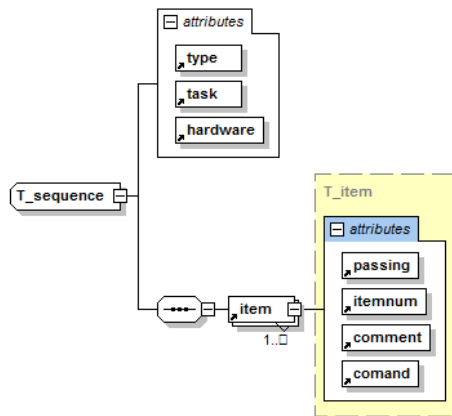 attributes
type
task
hardware
T_sequence
T_item
attributes
passing
itemnum
item
comment
1..□
comand